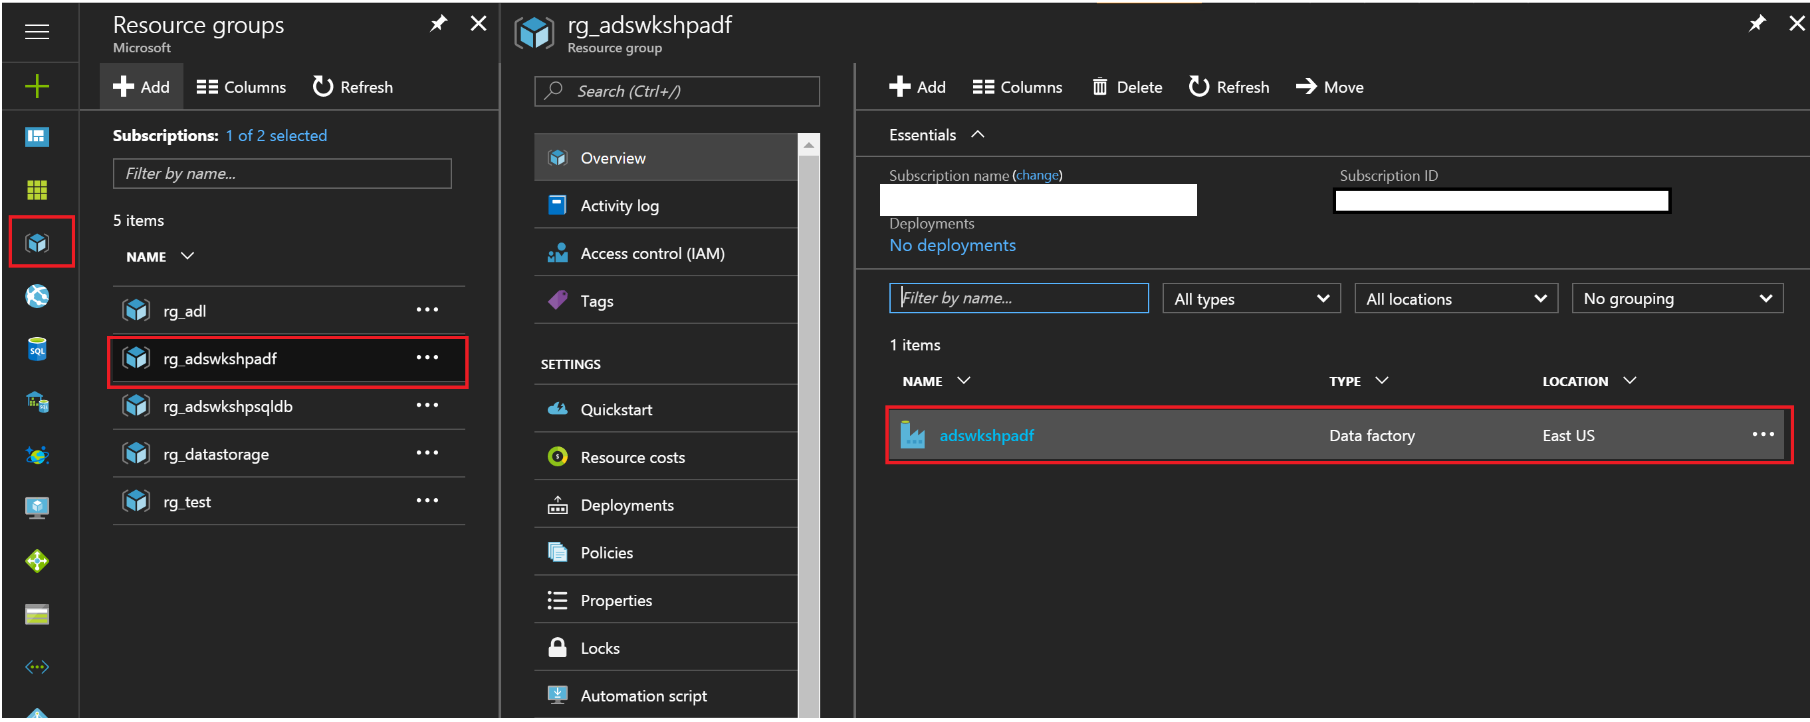 Resource groups
Microsoft
Add
Columns
Refresh
Subscriptions: 1 of 2 selected
Filter by name...
5 items
NAME
rg_adl
rg_adswkshpadf
rg_adswkshpsqldb
rg_datastorage
rg_test
SQL
rg_adswkshpadf
Resource group
Search (Ctrl+/)
Overview
Activity log
Access control (IAM)
Tags
SETTINGS
Quickstart
Resource costs
Deployments
Policies
Properties
Locks
Automation script
Add Columns Delete Refresh Move
Essentials
Subscription name (change) Subscription ID
Deployments
No deployments
Filter by name... All types All locations No grouping
1 items
NAME TYPE LOCATION
adswkshpadf Data factory East US